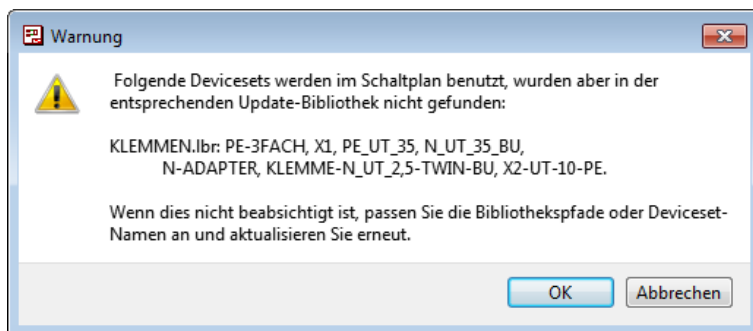 Warnung
Folgende Devicesets werden im Schaltplan benutzt, wurden aber in der
entsprechenden Update-Bibliothek nicht gefunden:
KLEMMEN.lbr: PE-3FACH, X1, PE_UT_35, N_UT_35_BU,
N-ADAPTER, KLEMME-N_UT_2,5-TWIN-BU, X2-UT-10-PE.
Wenn dies nicht beabsichtigt ist, passen Sie die Bibliothekspfade oder Deviceset-
Namen an und aktualisieren Sie erneut.
OK Abbrechen